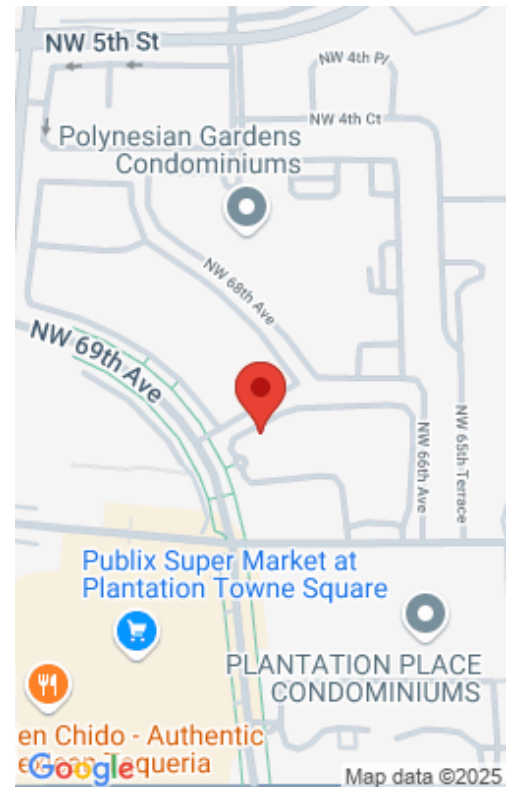 NW 5th St
NW 4th Pl
NW 4th Ct
Polynesian Gardens
Condominiums
NW 68th Ave
NW 69th Ave
NW 66th Ave
NW 65th Terrace
Publix Super Market at
Plantation Towne Square
PLANTATION PLACE
CONDOMINIUMS
en Chido - Authentic
Taqueria
Google
Map data ©2025